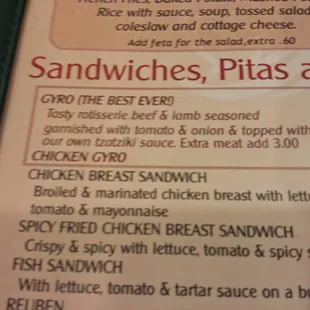 Rice with sauce, soup, tossed salad
coleslaw and cottage cheese.
Add feta for the salad,extra .60
Sandwiches, Pitas a
GYRO (THE BEST EVER!)
Tasty rotisserie beef & lamb seasoned
garnished with tomato & onion & topped with
our own tzatziki sauce. Extra meat add 3.00
CHICKEN GYRO
CHICKEN BREAST SANDWICH
Broiled & marinated chicken breast with lett
tomato & mayonnaise
SPICY FRIED CHICKEN BREAST SANDWICH
Crispy & spicy with lettuce, tomato & spicy s
FISH SANDWICH
With lettuce, tomato & tartar sauce on a bu
REUBEN